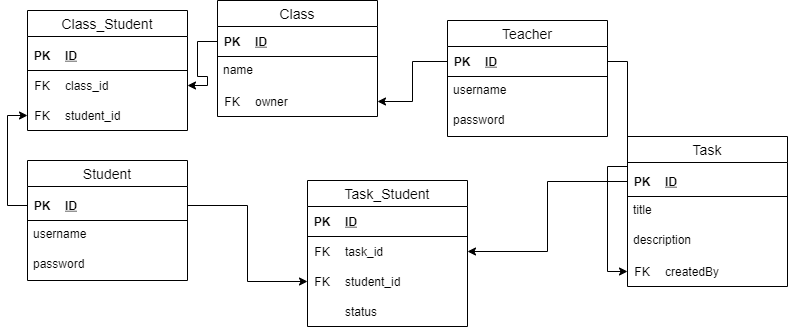 Class_Student
PK ID
FK class_id
FK student_id
Class
PK ID
name
FK owner
Teacher
PK ID
username
password
Task
PK ID
title
description
FK createdBy
Student
PK ID
username
password
Task_Student
PK ID
FK task_id
FK student_id
status